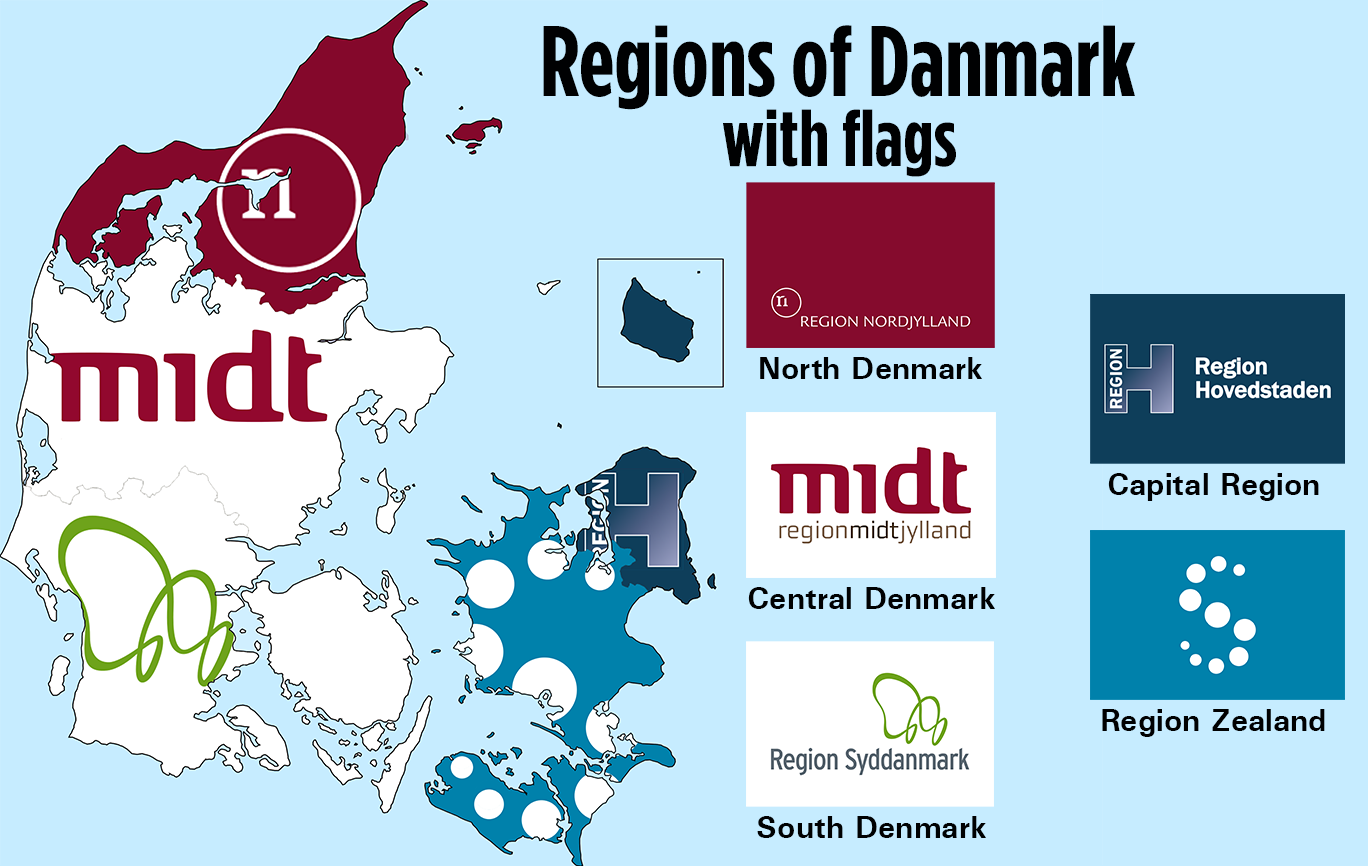 Regions of Danmark
with flags
n
midt
REGION
H
n
REGION NORDJYLLAND
North Denmark
midt
regionmidtjylland
Central Denmark
Region Syddanmark
South Denmark
REGION
H
Region
Hovedstaden
Capital Region
S
Region Zealand